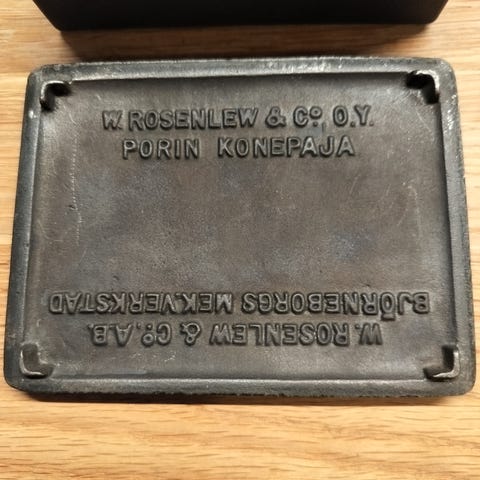 W. ROSENLEW & Cº. O.Y.
PORIN KONEPAJA
W. ROSENLEW & Cº. A.B.
BJÖRNEBORGS MEK.VERKSTAD